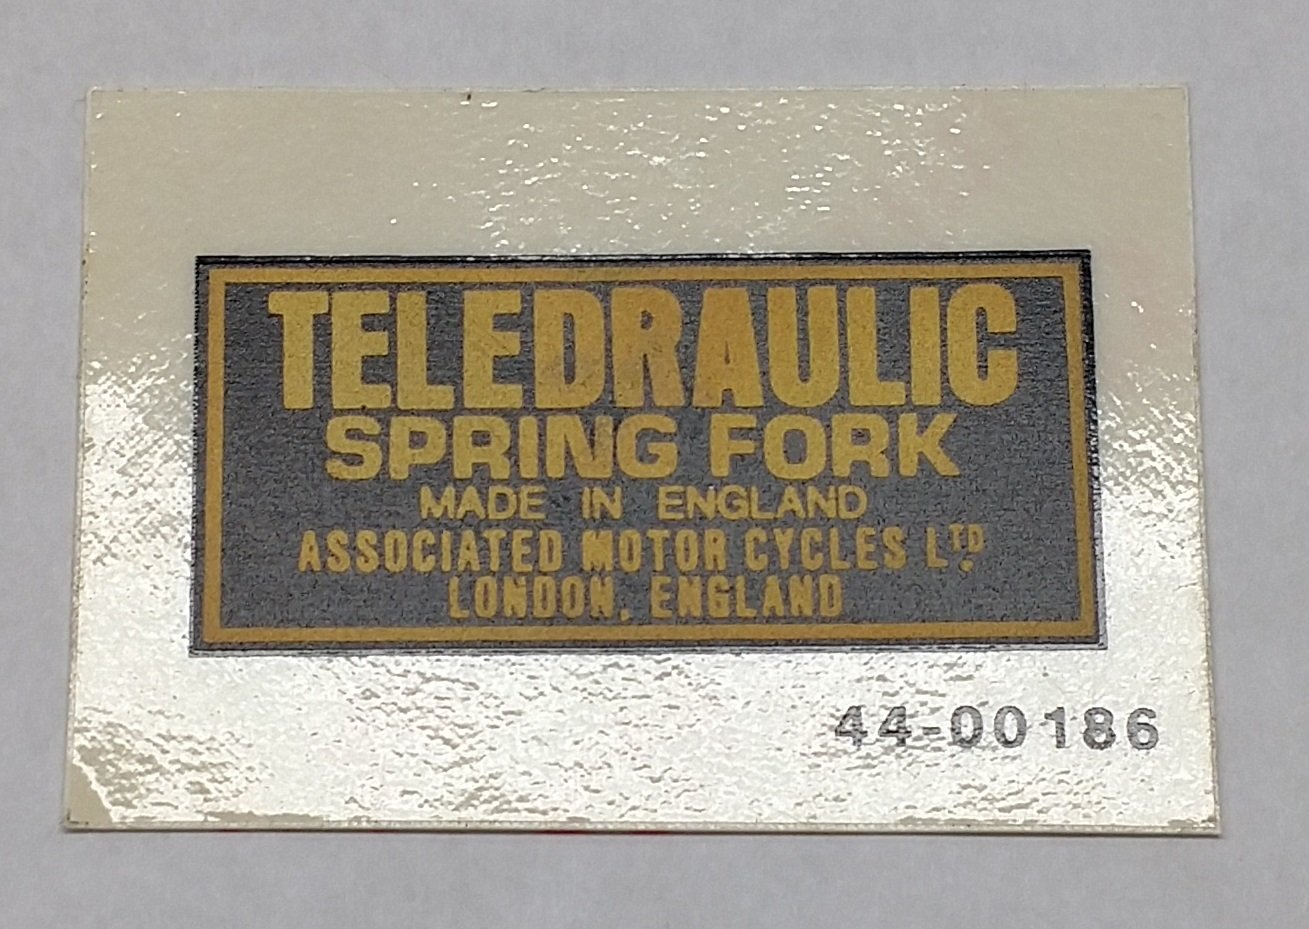 TELEDRAULIC
SPRING FORK
MADE IN ENGLAND
ASSOCIATED MOTOR CYCLES LTD.
LONDON, ENGLAND
44-00186